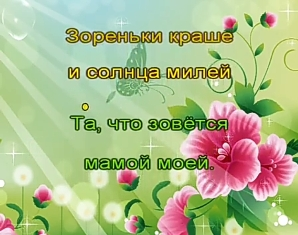 Зореньки краше
и солнца милей
Та, что зовётся
мамой моей.